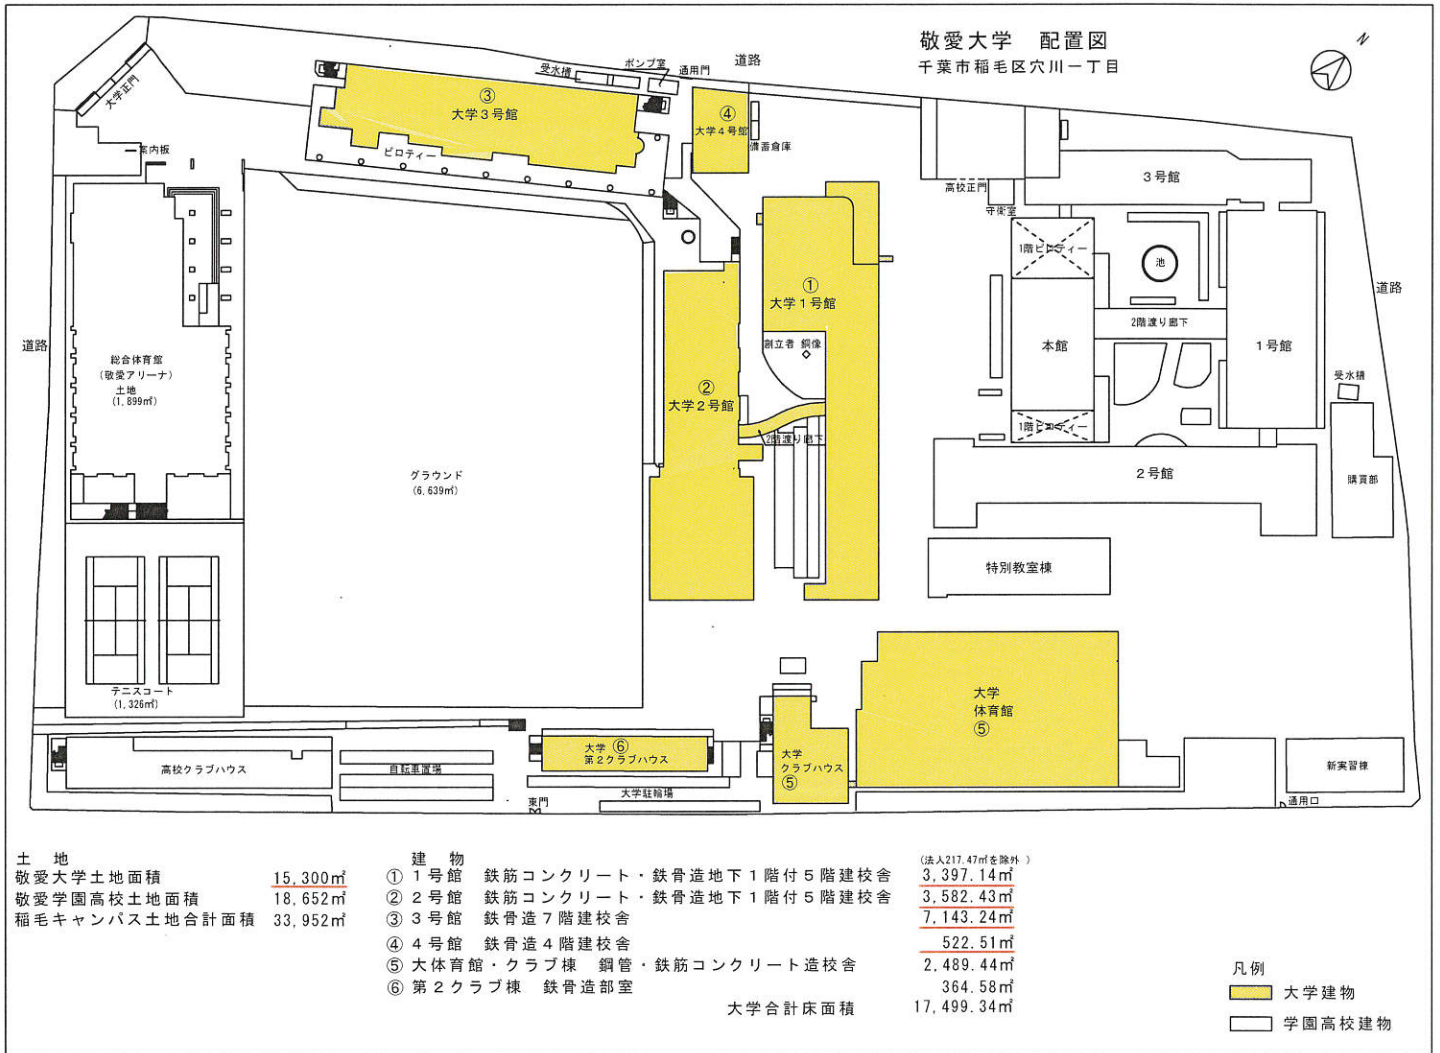 敬愛大学　配置図
千葉市稲毛区穴川一丁目
N
道路
ポンプ室
受水槽
通用門
大学正門
③
大学３号館
④
大学４号館
備蓄倉庫
案内板
ピロティー
高校正門
守衛室
３号館
1階ピロティー
池
①
大学１号館
道路
2階渡り廊下
創立者 銅像
本館
１号館
道路
総合体育館
(敬愛アリーナ)
土地
(1,899㎡)
受水槽
②
大学２号館
1階ピロティー
2階渡り廊下
グラウンド
(6,639㎡)
２号館
購買部
特別教室棟
テニスコート
(1,326㎡)
大学
体育館
⑤
大学 ⑥
第２クラブハウス
大学
クラブハウス
⑤
高校クラブハウス
自転車置場
新実習棟
大学駐輪場
東門
通用口
土　地
敬愛大学土地面積 15,300㎡
敬愛学園高校土地面積 18,652㎡
稲毛キャンパス土地合計面積 33,952㎡
建　物
(法人217.47㎡を除外 )
① １号館　鉄筋コンクリート・鉄骨造地下１階付５階建校舎 3,397.14㎡
② ２号館　鉄筋コンクリート・鉄骨造地下１階付５階建校舎 3,582.43㎡
③ ３号館　鉄骨造７階建校舎 7,143.24㎡
④ ４号館　鉄骨造４階建校舎 522.51㎡
⑤ 大体育館・クラブ棟　鋼管・鉄筋コンクリート造校舎 2,489.44㎡
⑥ 第２クラブ棟　鉄骨造部室 364.58㎡
大学合計床面積 17,499.34㎡
凡例
大学建物
学園高校建物